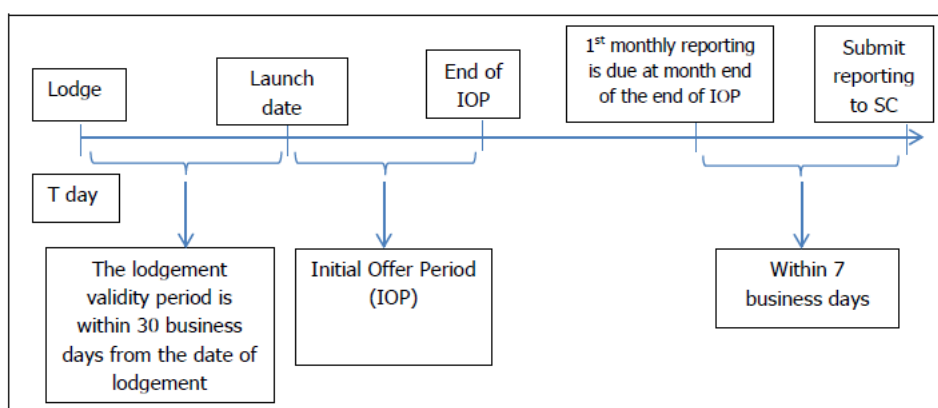 Lodge
Launch
date
End of
IOP
1st monthly reporting
is due at month end
of the end of IOP
Submit
reporting
to SC
T day
The lodgement
validity period is
within 30 business
days from the date of
lodgement
Initial Offer Period
(IOP)
Within 7
business days